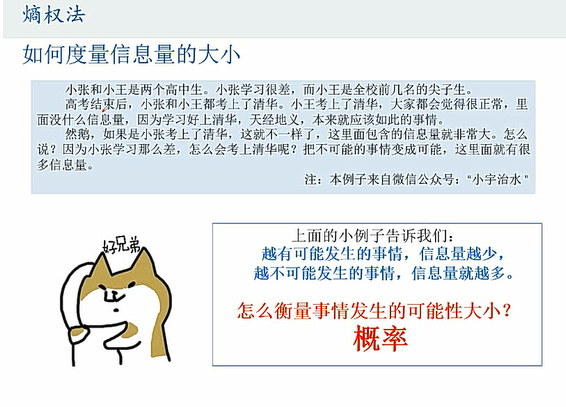 熵权法
如何度量信息量的大小
小张和小王是两个高中生。小张学习很差，而小王是全校前几名的尖子生。
高考结束后，小张和小王都考上了清华。小王考上了清华，大家都会觉得很正常，里
面没什么信息量，因为学习好上清华，天经地义，本来就应该如此的事情。
然鹅，如果是小张考上了清华，这就不一样了，这里面包含的信息量就非常大。怎么
说？因为小张学习那么差，怎么会考上清华呢？把不可能的事情变成可能，这里面就有很
多信息量。
注：本例子来自微信公众号："小宇治水"
好兄弟
上面的小例子告诉我们：
越有可能发生的事情，信息量越少，
越不可能发生的事情，信息量就越多。
怎么衡量事情发生的可能性大小？
概率